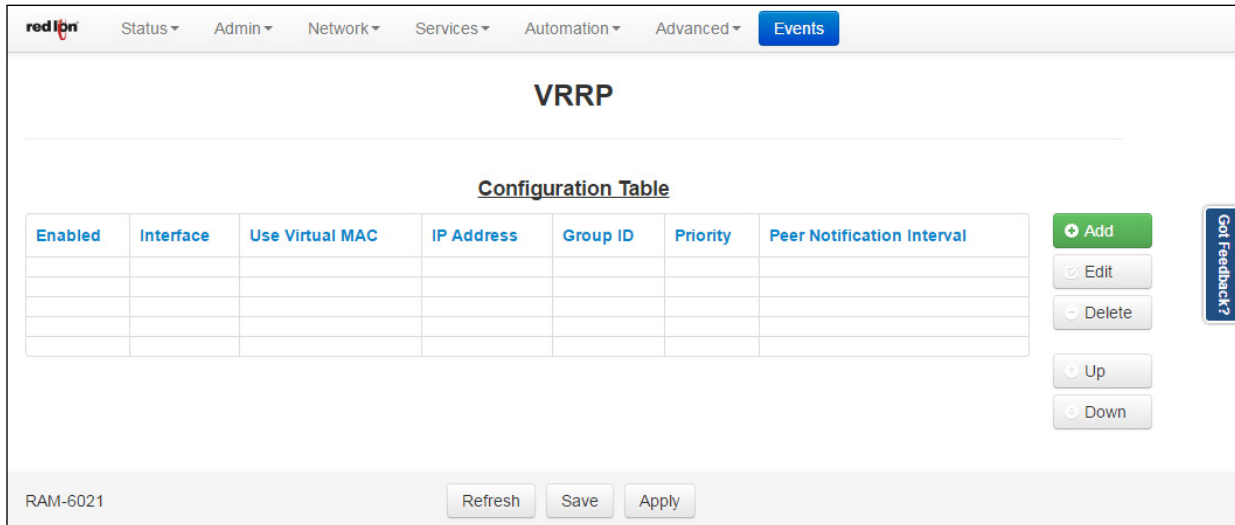 red lion Status Admin Network Services Automation Advanced Events
VRRP
Configuration Table
Enabled Interface Use Virtual MAC IP Address Group ID Priority Peer Notification Interval
Add
Edit
Delete
Up
Down
Got Feedback?
RAM-6021 Refresh Save Apply